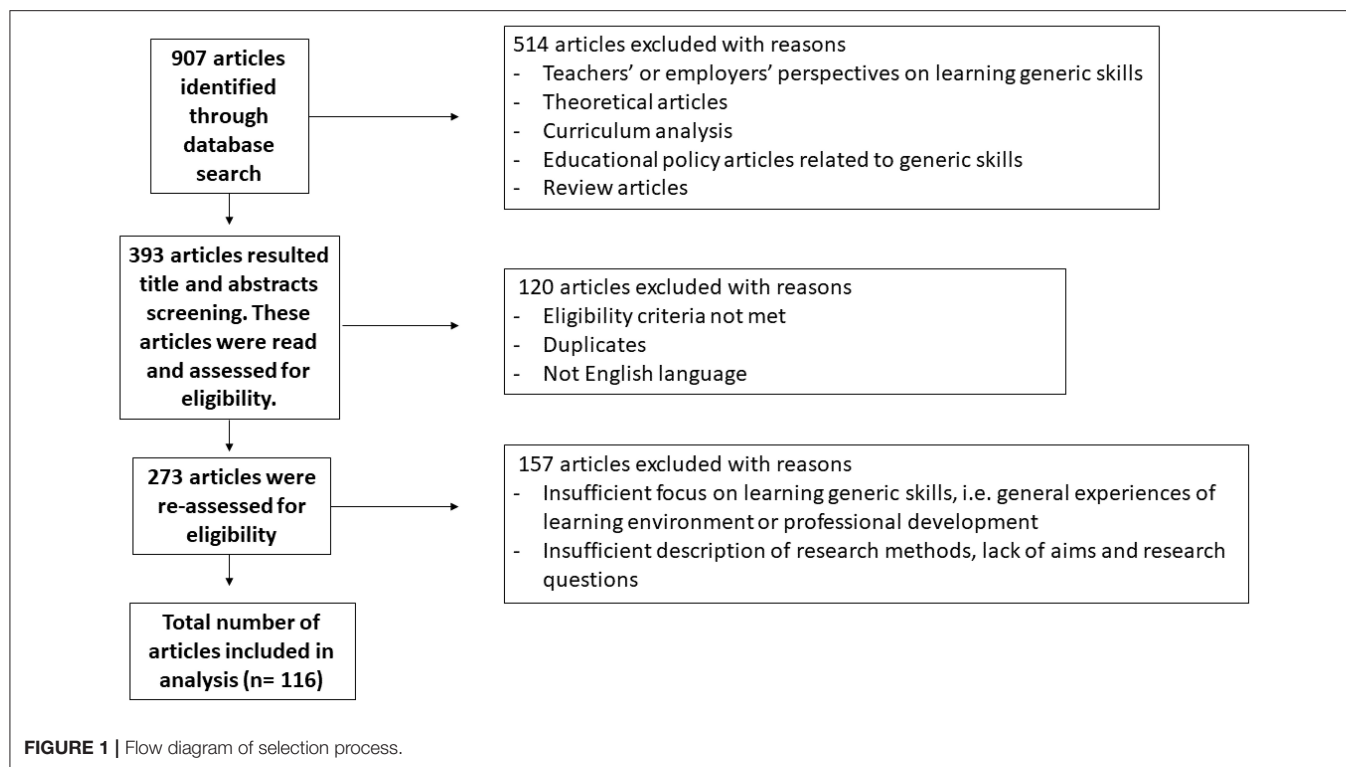 907 articles
identified
through
database
search
514 articles excluded with reasons
- Teachers’ or employers’ perspectives on learning generic skills
- Theoretical articles
- Curriculum analysis
- Educational policy articles related to generic skills
- Review articles
393 articles resulted
title and abstracts
screening. These
articles were read
and assessed for
eligibility.
120 articles excluded with reasons
- Eligibility criteria not met
- Duplicates
- Not English language
273 articles were
re-assessed for
eligibility
157 articles excluded with reasons
- Insufficient focus on learning generic skills, i.e. general experiences of
learning environment or professional development
- Insufficient description of research methods, lack of aims and research
questions
Total number of
articles included in
analysis (n= 116)
FIGURE 1 | Flow diagram of selection process.